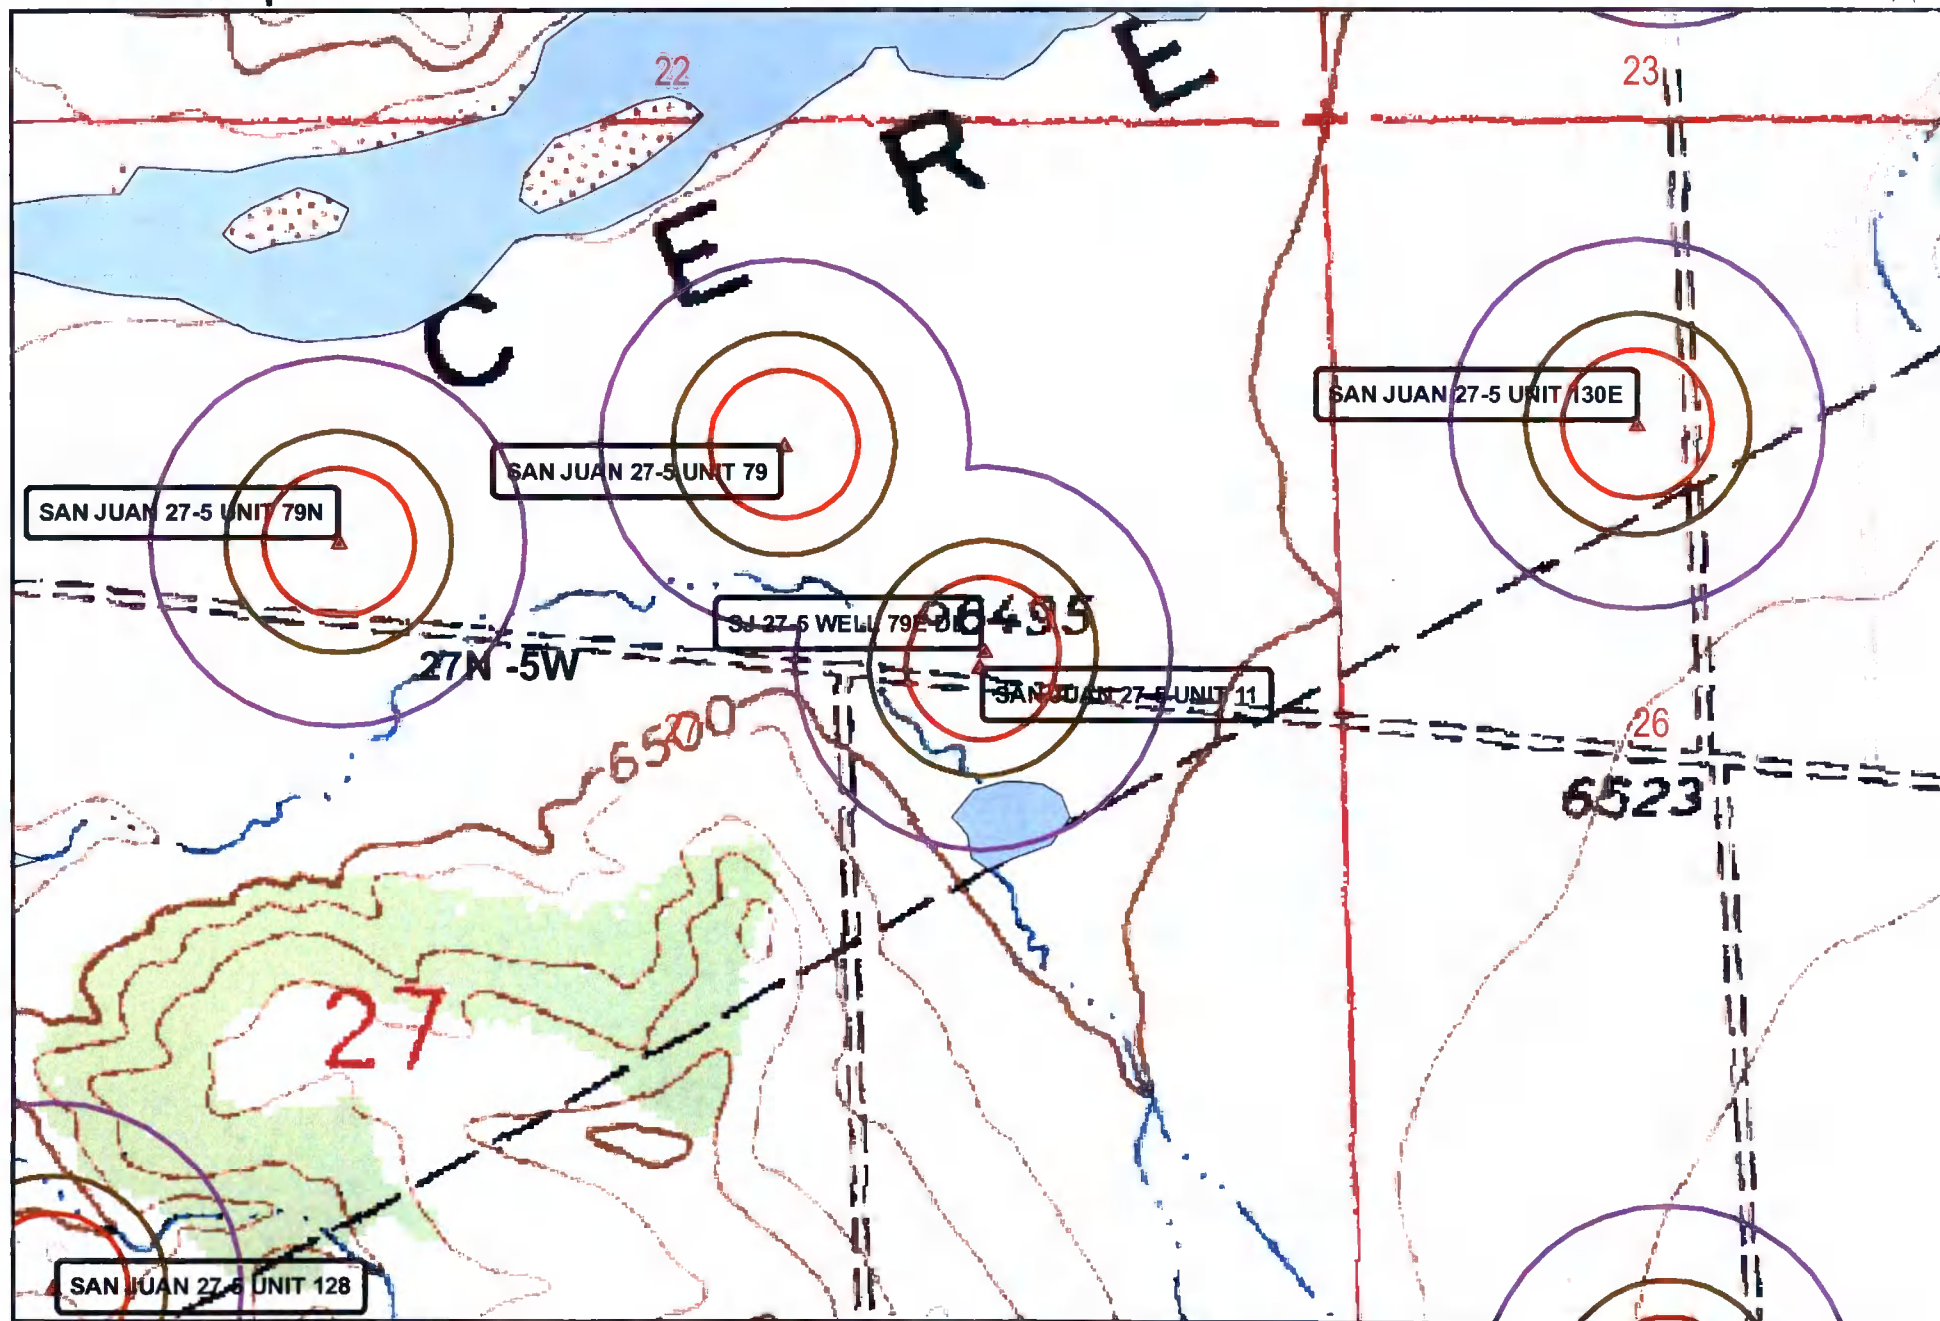 22
23
C E R E
SAN JUAN 27-5 UNIT 130E
SAN JUAN 27-5 UNIT 79
SAN JUAN 27-5 UNIT 79N
SJ 27-5 WELL 79E
27N -5W
SAN JUAN 27-5 UNIT 11
6500
26
6523
27
SAN JUAN 27-5 UNIT 128